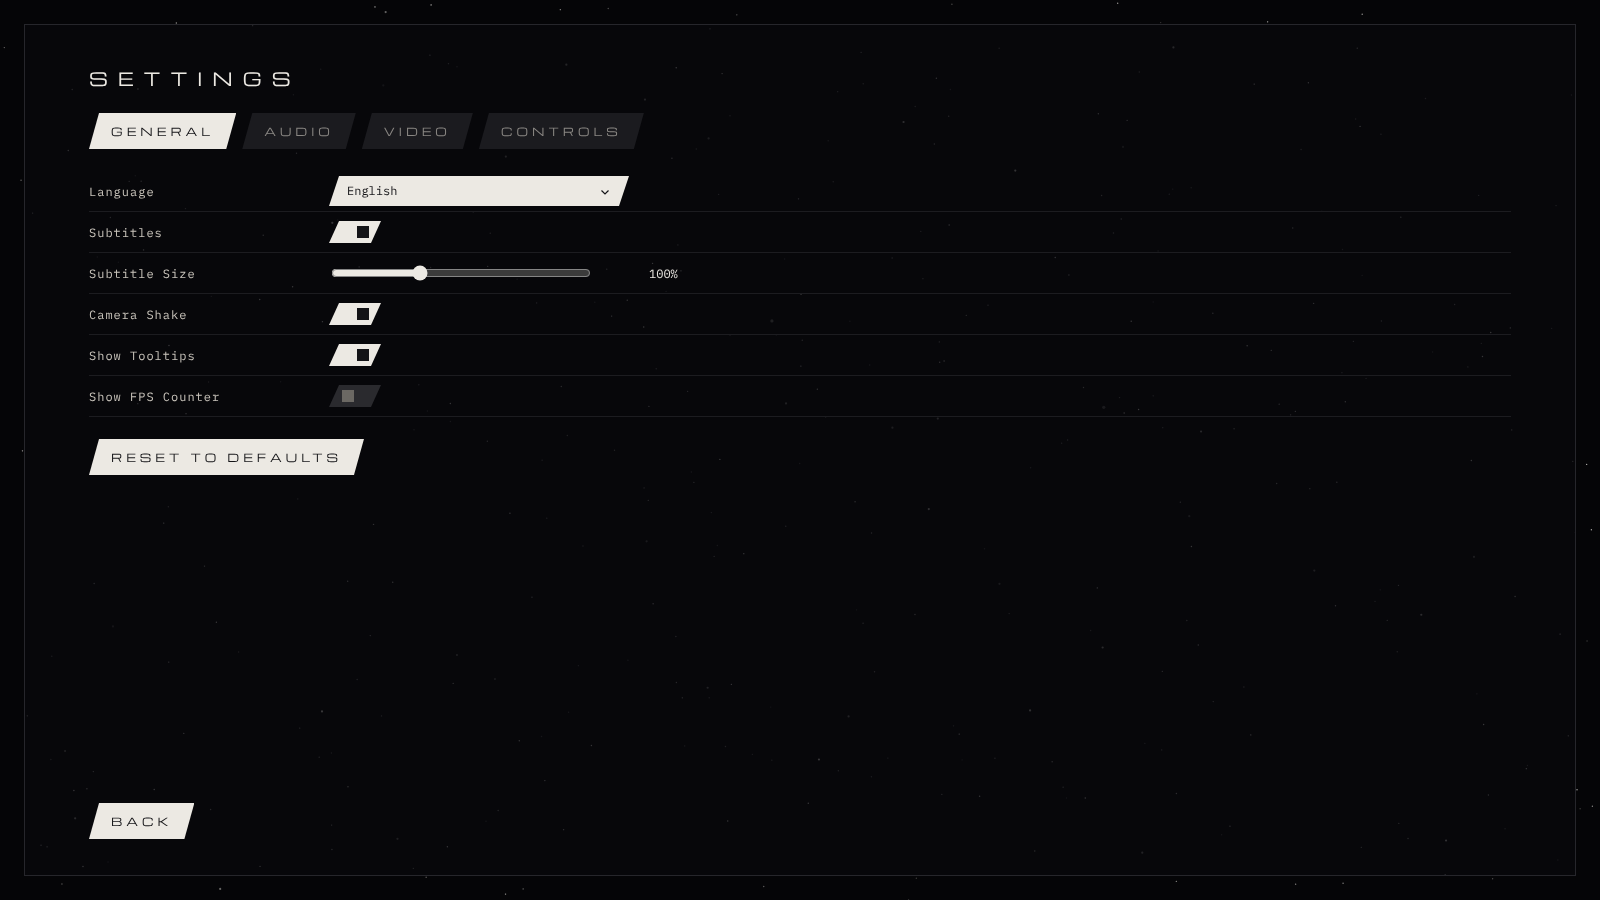 SETTINGS
GENERAL AUDIO VIDEO CONTROLS
Language English
Subtitles
Subtitle Size 100%
Camera Shake
Show Tooltips
Show FPS Counter
RESET TO DEFAULTS
BACK